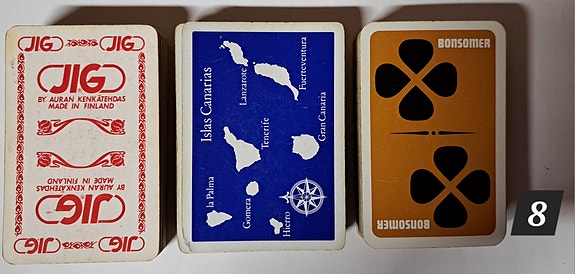 JIG JIG
JIG
BY AURAN KENKÄTEHDAS
MADE IN FINLAND
BY AURAN KENKÄTEHDAS
MADE IN FINLAND
JIG
JIG JIG
Islas Canarias
Lanzarote
Fuerteventura
Tenerife
Gran Canaria
la Palma
Gomera
Hierro
BONSOMER
BONSOMER
8